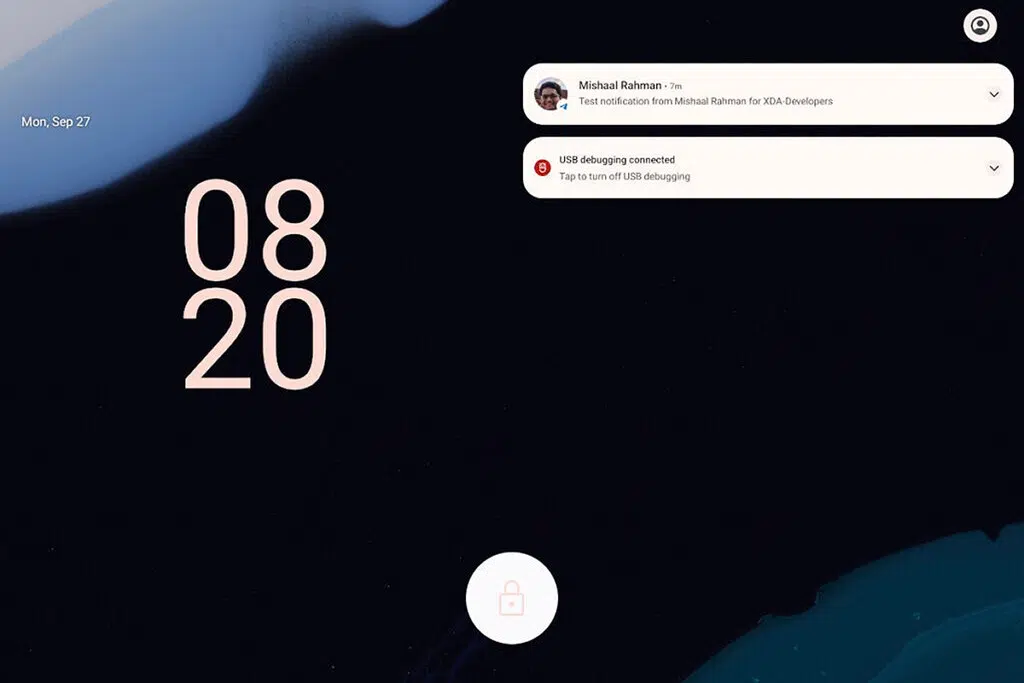 Mon, Sep 27
08
20
Mishaal Rahman · 7m
Test notification from Mishaal Rahman for XDA-Developers
USB debugging connected
Tap to turn off USB debugging